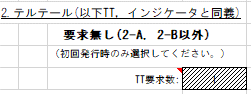 2.テルテール(以下TT, インジケータと同義)
要求無し(2-A, 2-B以外)
(初回発行時のみ選択してください。)
TT要求数: